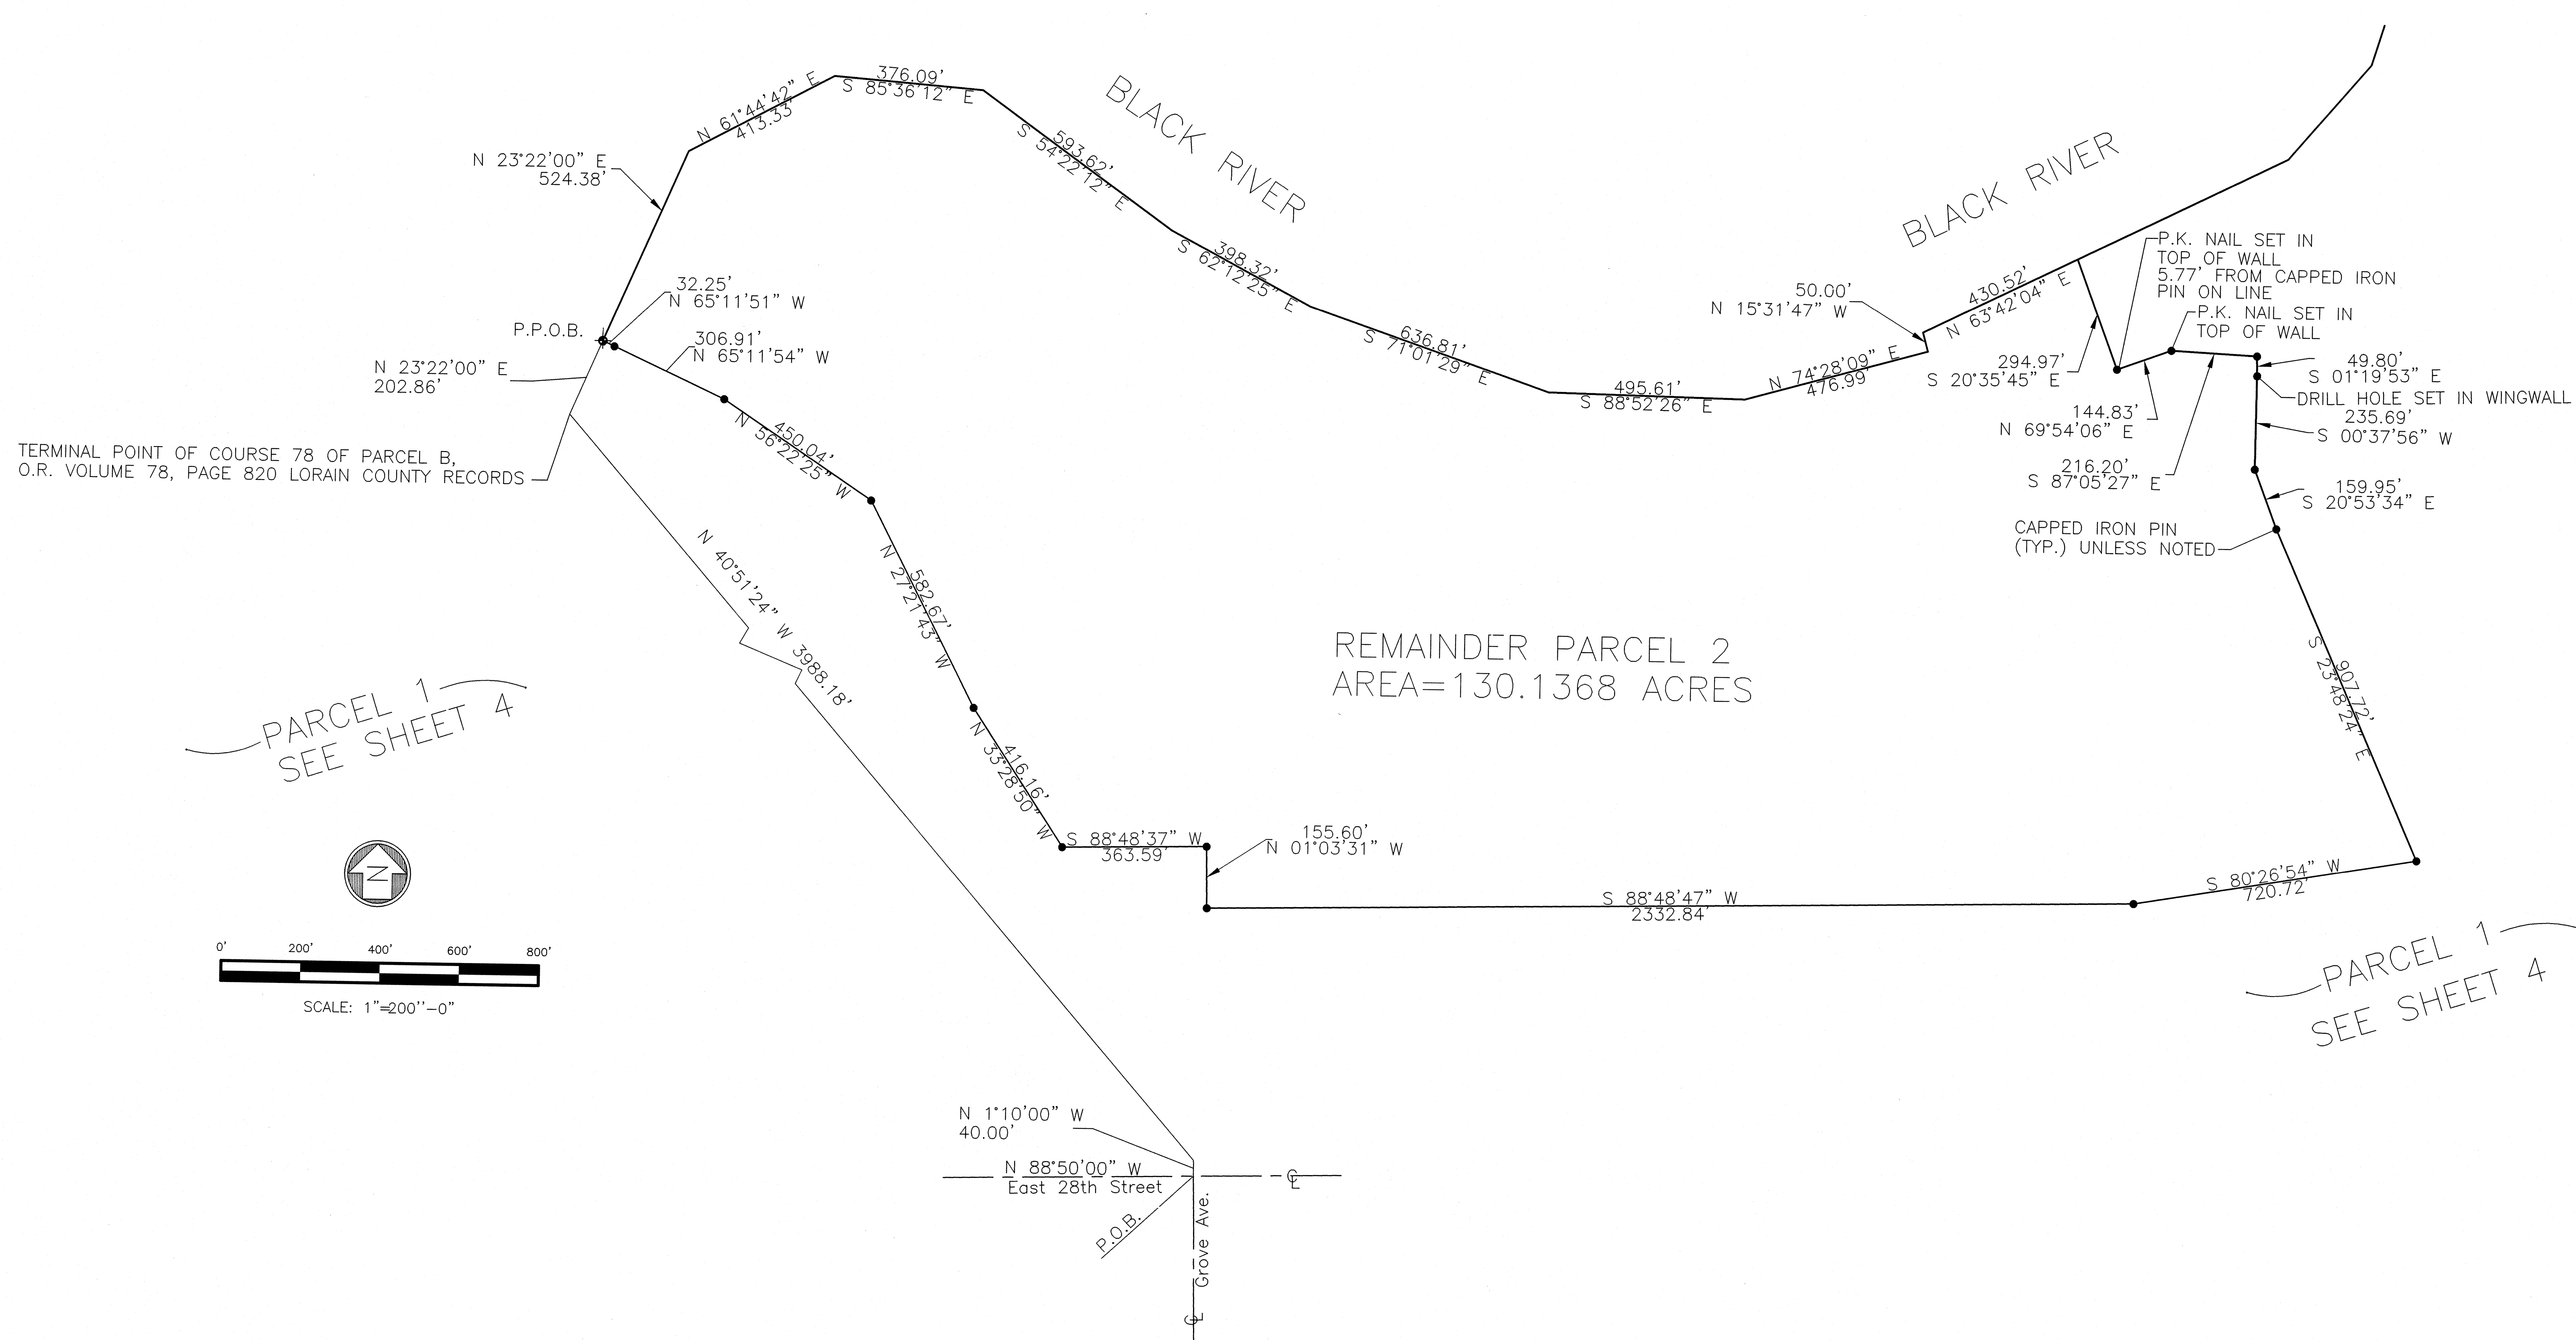 376.09'
S 85°36'12" E
N 61°44'42" E
413.33'
BLACK RIVER
593.62'
S 54°22'12" E
N 23°22'00" E
524.38'
BLACK RIVER
P.K. NAIL SET IN
TOP OF WALL
5.77' FROM CAPPED IRON
PIN ON LINE
398.32'
S 62°12'25" E
430.52'
N 63°42'04" E
50.00'
N 15°31'47" W
32.25'
N 65°11'51" W
P.K. NAIL SET IN
TOP OF WALL
P.P.O.B.
306.91'
N 65°11'54" W
636.81'
S 71°01'29" E
N 74°28'09" E
476.99'
294.97'
S 20°35'45" E
49.80'
S 01°19'53" E
N 23°22'00" E
202.86'
495.61'
S 88°52'26" E
DRILL HOLE SET IN WINGWALL
144.83'
N 69°54'06" E
235.69'
S 00°37'56" W
450.04'
N 56°22'25" W
TERMINAL POINT OF COURSE 78 OF PARCEL B,
O.R. VOLUME 78, PAGE 820 LORAIN COUNTY RECORDS
216.20'
S 87°05'27" E
159.95'
S 20°53'34" E
CAPPED IRON PIN
(TYP.) UNLESS NOTED
N 40°51'24" W 3988.18'
582.67'
N 27°21'43" W
REMAINDER PARCEL 2
AREA=130.1368 ACRES
907.72'
S 23°48'24" E
PARCEL 1
SEE SHEET 4
416.16'
N 33°28'50" W
S 88°48'37" W
363.59'
155.60'
N 01°03'31" W
N
S 80°26'54" W
720.72'
S 88°48'47" W
2332.84'
0' 200' 400' 600' 800'
SCALE: 1"=200''-0"
PARCEL 1
SEE SHEET 4
N 1°10'00" W
40.00'
N 88°50'00" W
East 28th Street
CL
P.O.B.
Grove Ave.
CL